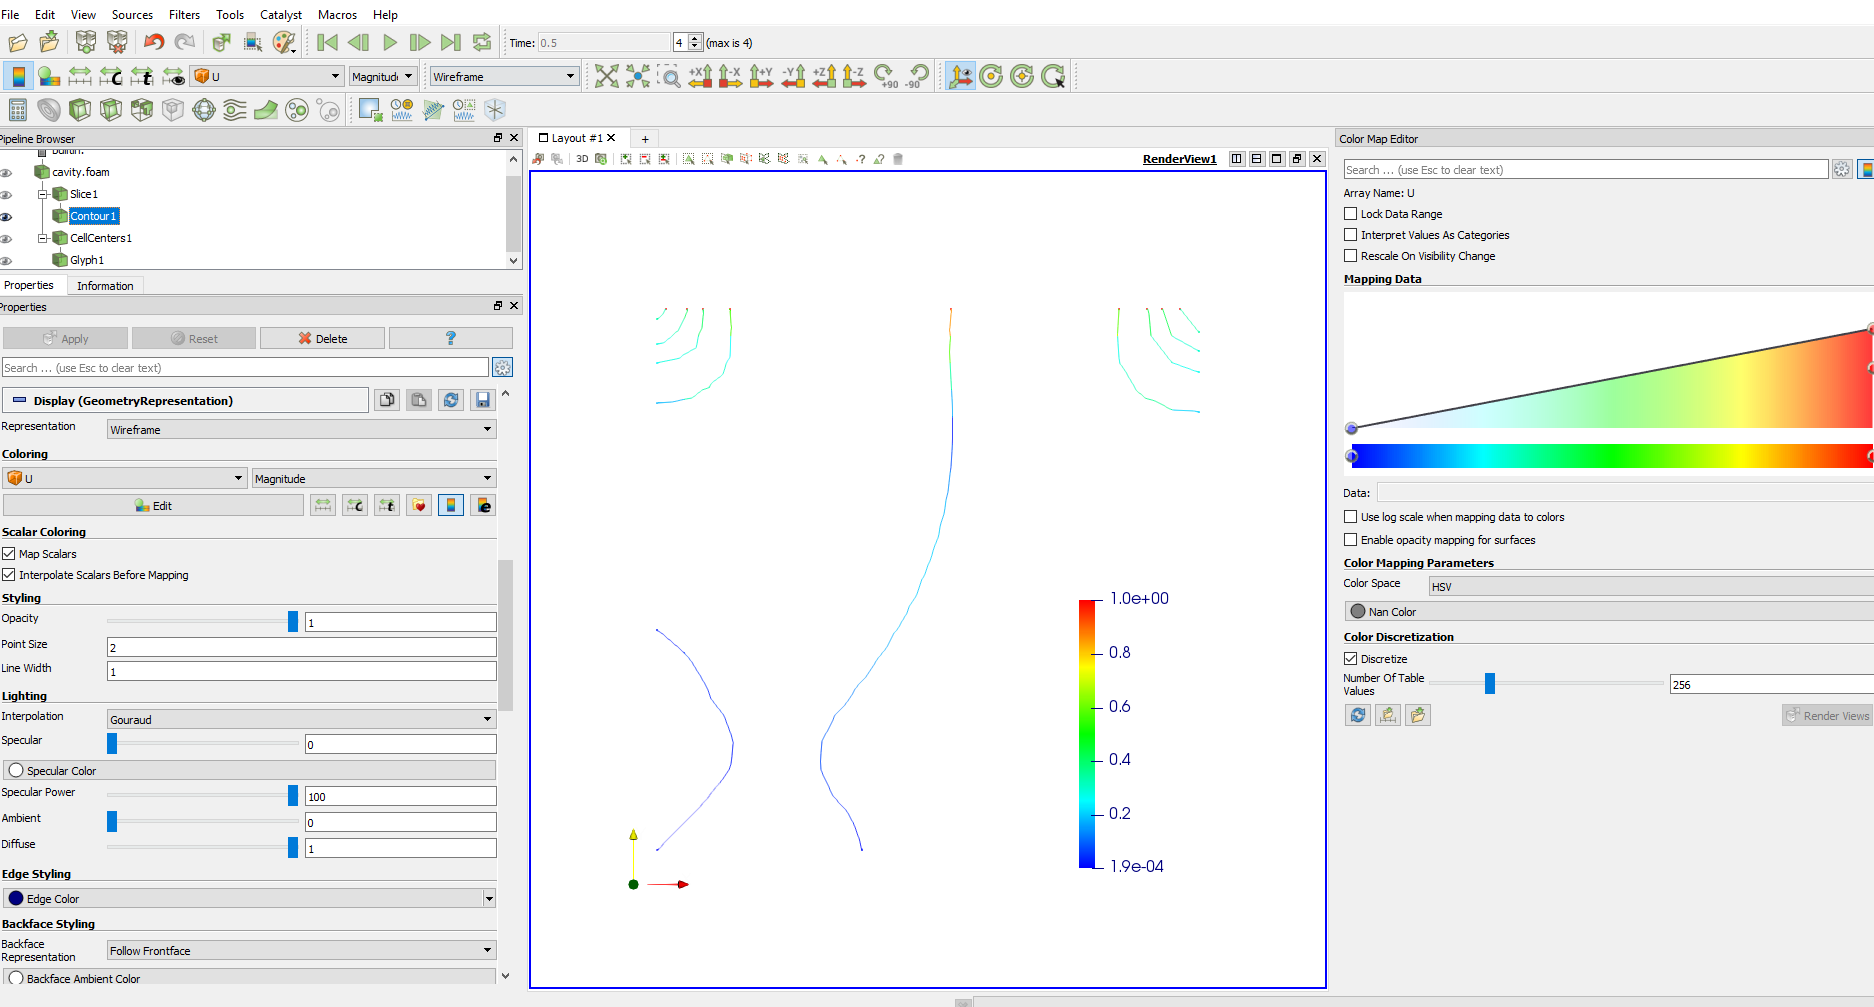 File Edit View Sources Filters Tools Catalyst Macros Help
Time: 0.5 4 (max is 4)
U Magnitude Wireframe +X -X +Y -Y +Z -Z +90 -90
Pipeline Browser
builtin:
cavity.foam
Slice1
Contour1
CellCenters1
Glyph1
Properties Information
Properties
Apply Reset Delete ?
Search ... (use Esc to clear text)
Display (GeometryRepresentation)
Representation Wireframe
Coloring
U Magnitude
Edit
Scalar Coloring
Map Scalars
Interpolate Scalars Before Mapping
Styling
Opacity 1
Point Size 2
Line Width 1
Lighting
Interpolation Gouraud
Specular 0
Specular Color
Specular Power 100
Ambient 0
Diffuse 1
Edge Styling
Edge Color
Backface Styling
Backface
Representation Follow Frontface
Backface Ambient Color
Layout #1 +
3D RenderView1
1.0e+00
0.8
0.6
0.4
0.2
1.9e-04
Color Map Editor
Search ... (use Esc to clear text)
Array Name: U
Lock Data Range
Interpret Values As Categories
Rescale On Visibility Change
Mapping Data
Data:
Use log scale when mapping data to colors
Enable opacity mapping for surfaces
Color Mapping Parameters
Color Space HSV
Nan Color
Color Discretization
Discretize
Number Of Table
Values 256
Render Views